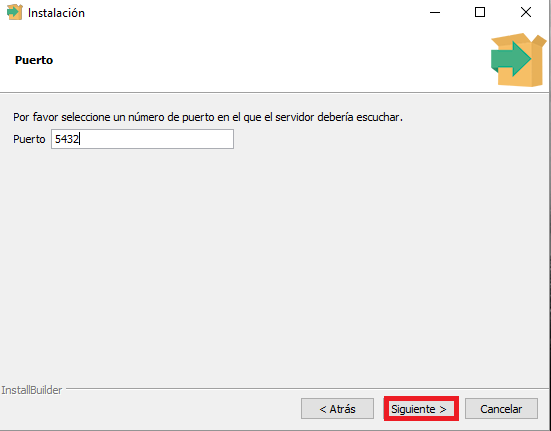 Instalación
Puerto
Por favor seleccione un número de puerto en el que el servidor debería escuchar.
Puerto 5432
InstallBuilder
< Atrás Siguiente > Cancelar